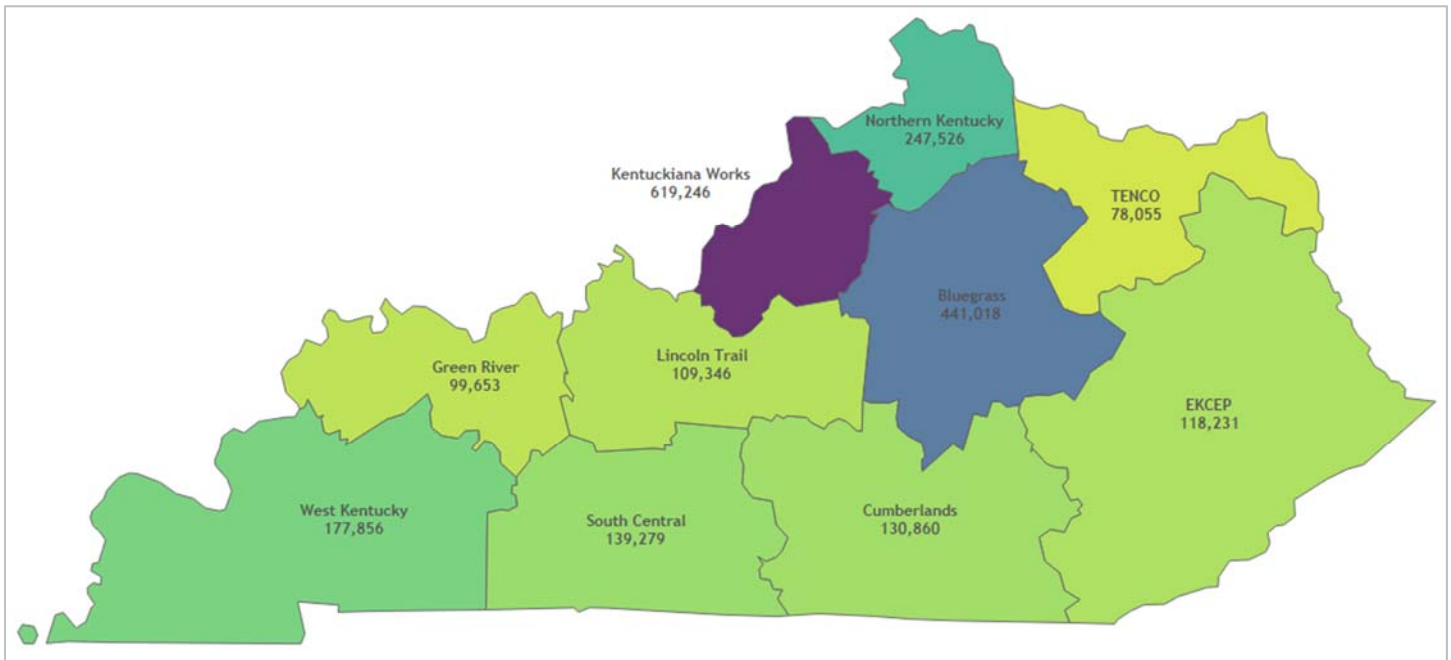 Northern Kentucky
247,526
Kentuckiana Works
619,246
TENCO
78,055
Bluegrass
441,018
Lincoln Trail
109,346
Green River
99,653
EKCEP
118,231
West Kentucky
177,856
South Central
139,279
Cumberlands
130,860